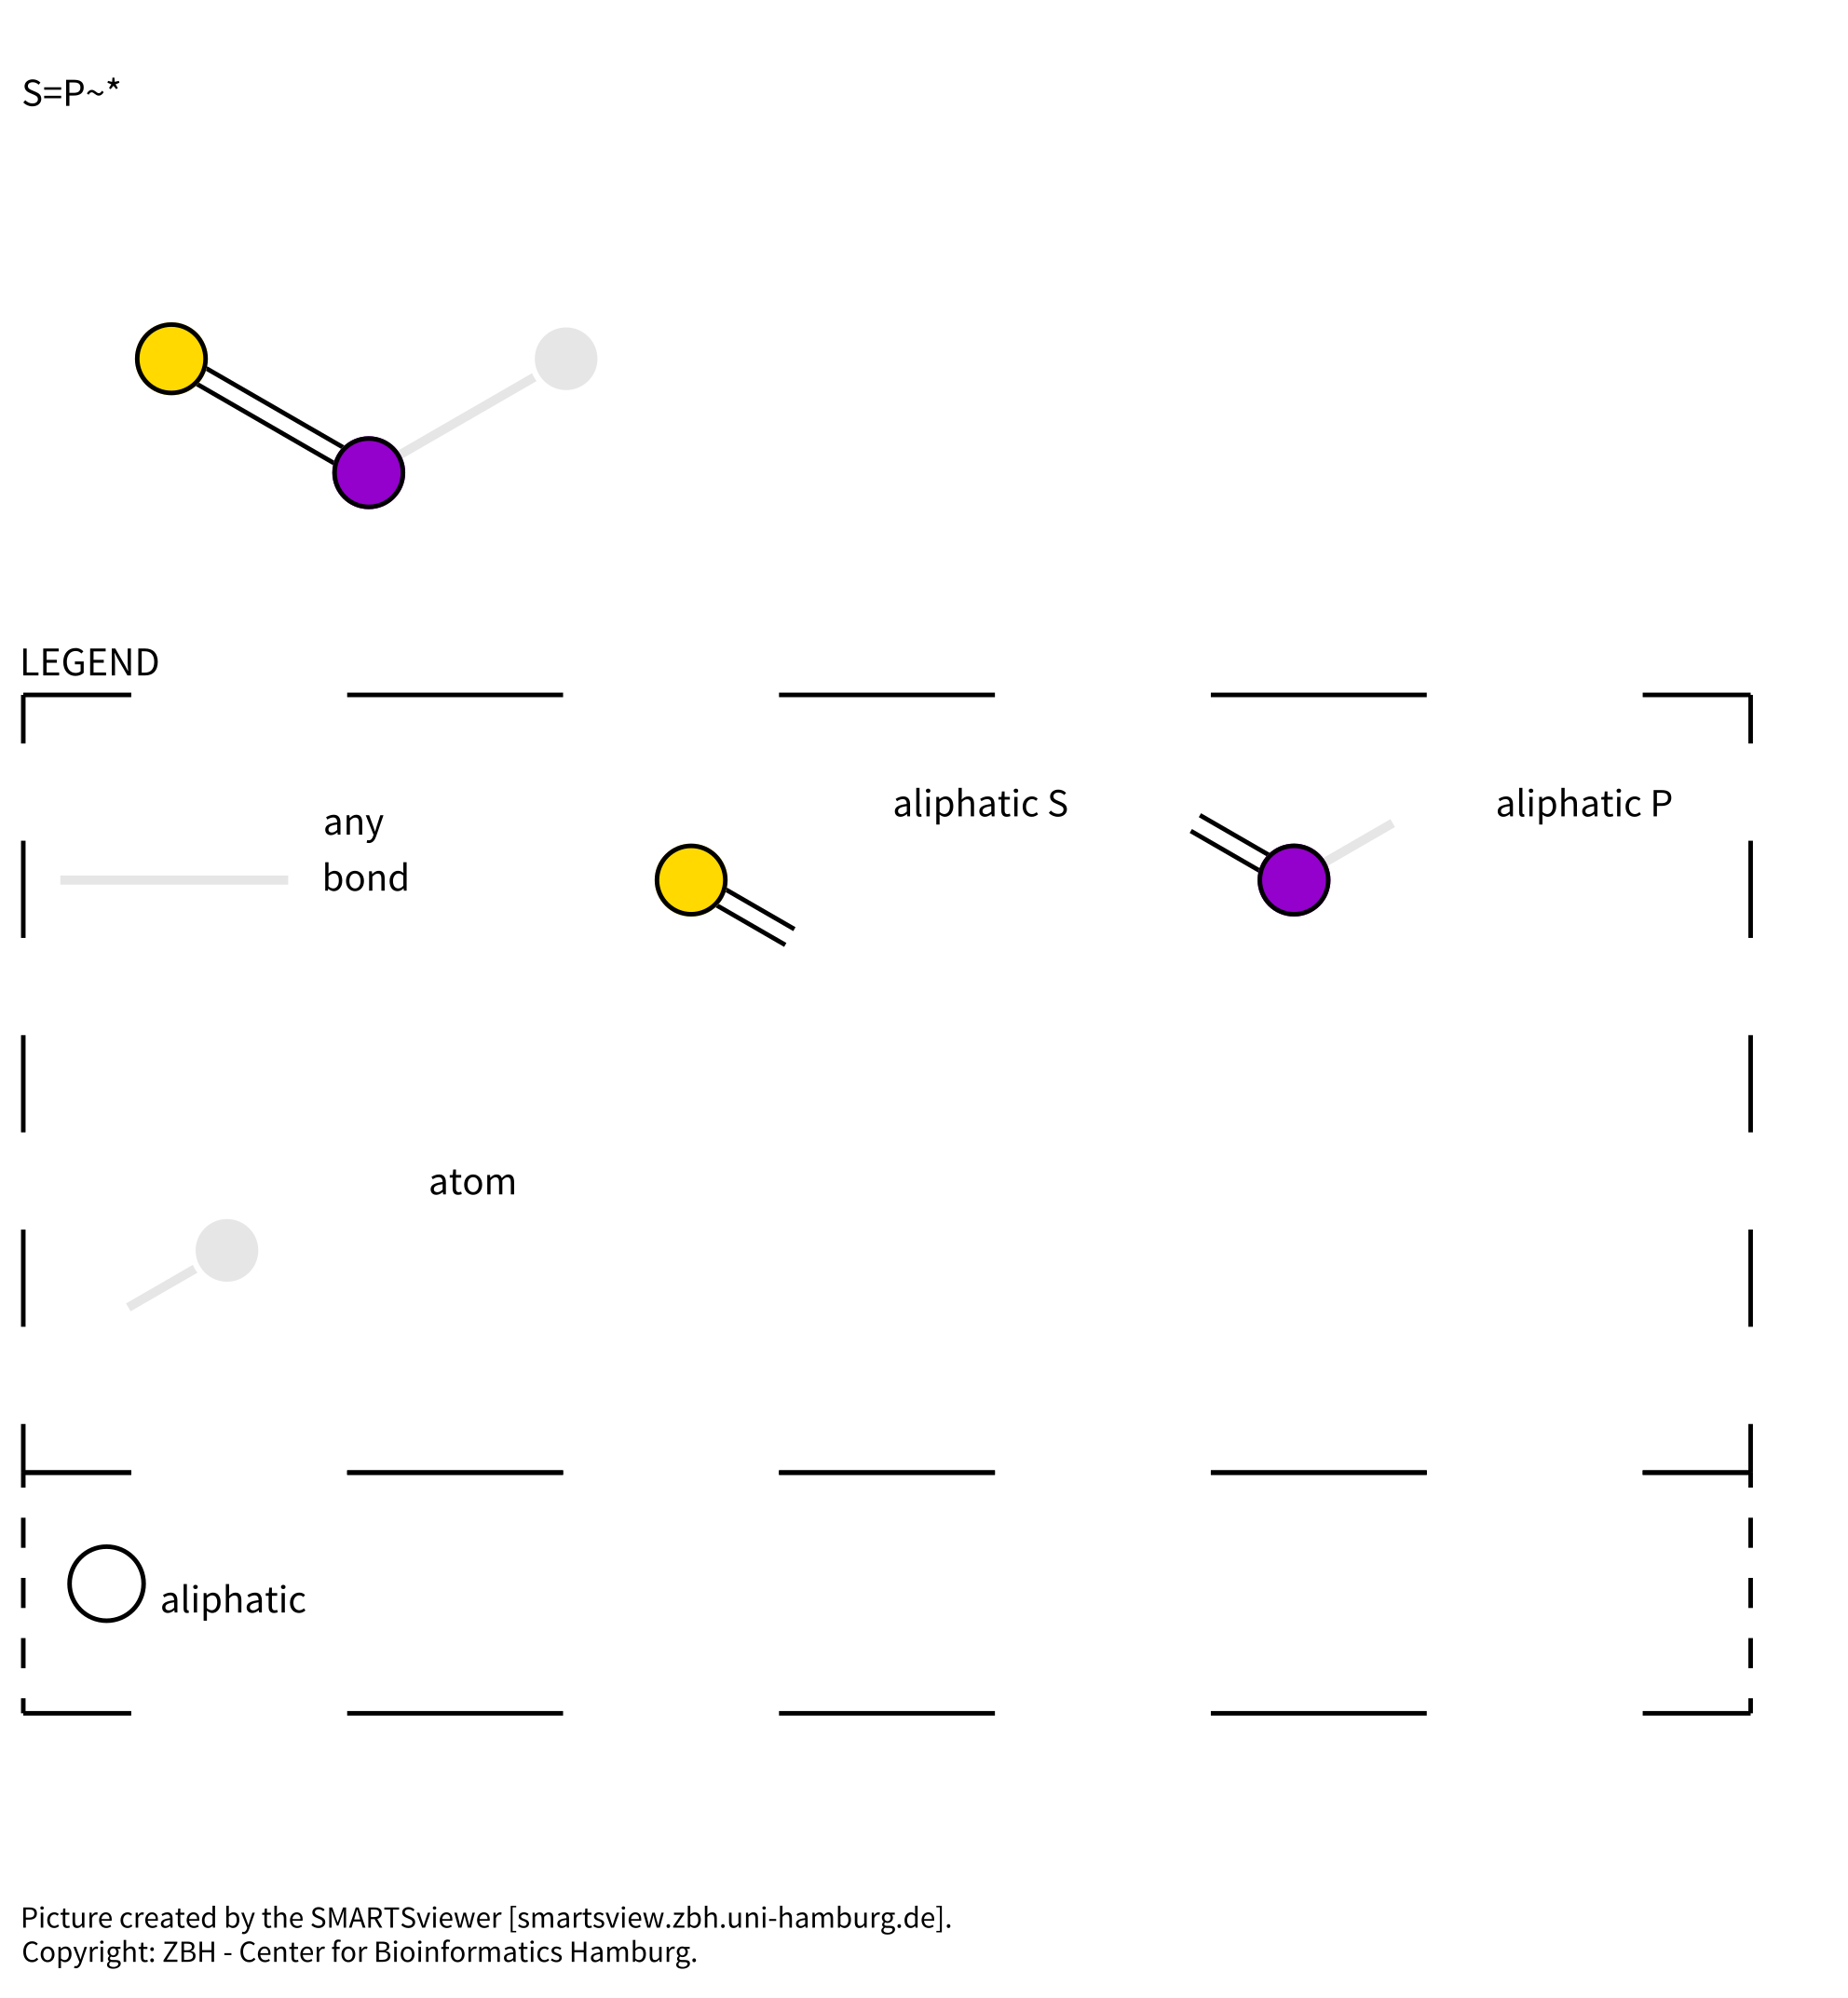 S=P~*
LEGEND
any
bond
aliphatic S
aliphatic P
atom
aliphatic
Picture created by the SMARTSviewer [smartsview.zbh.uni-hamburg.de].
Copyright: ZBH - Center for Bioinformatics Hamburg.